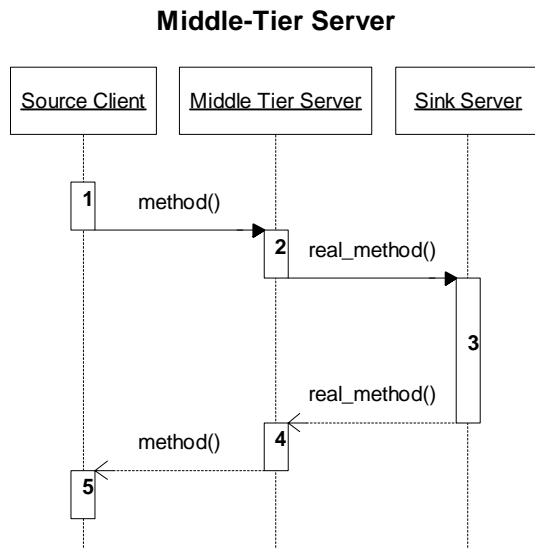 Middle-Tier Server
Source Client
Middle Tier Server
Sink Server
1
method()
2
real_method()
3
real_method()
4
method()
5